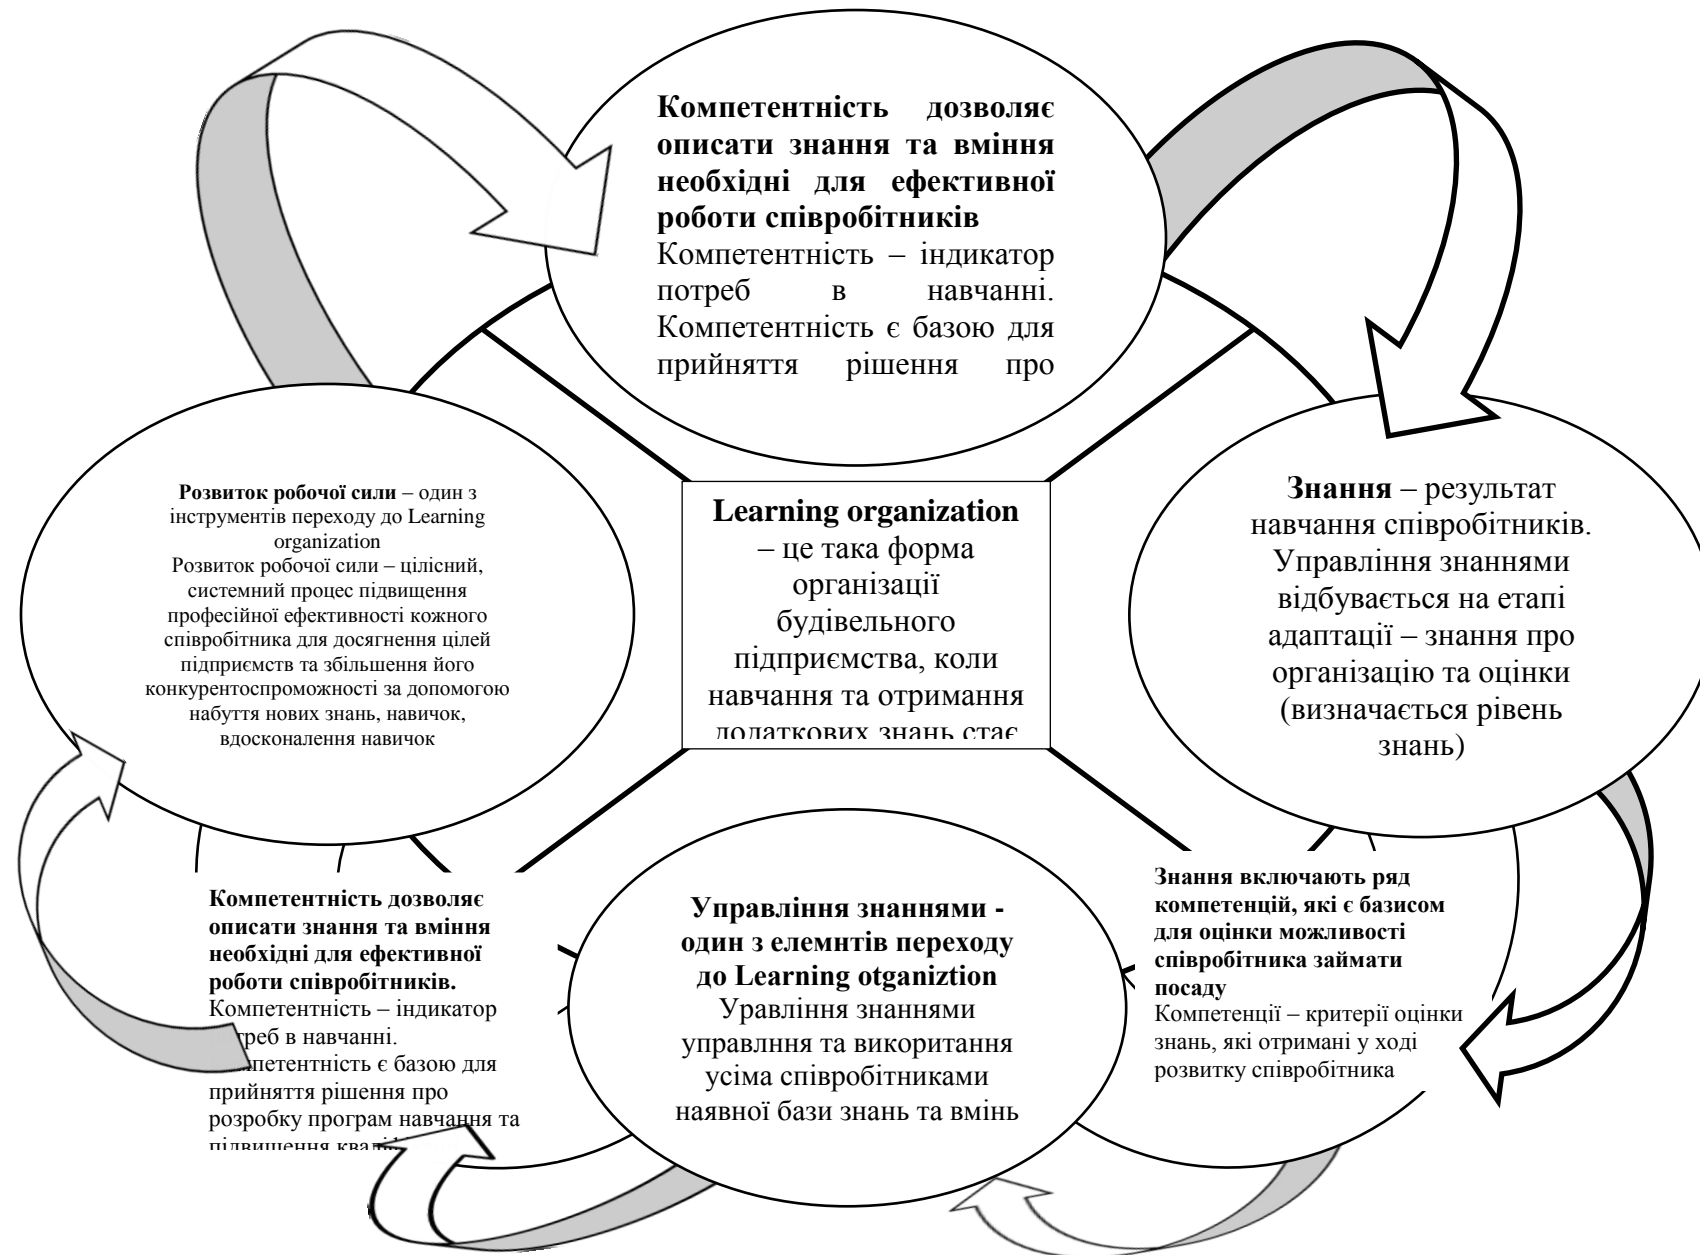 Компетентність дозволяє
описати знання та вміння
необхідні для ефективної
роботи співробітників
Компетентність – індикатор
потреб в навчанні.
Компетентність є базою для
прийняття рішення про
Розвиток робочої сили – один з
інструментів переходу до Learning
organization
Розвиток робочої сили – цілісний,
системний процес підвищення
професійної ефективності кожного
співробітника для досягнення цілей
підприємств та збільшення його
конкурентоспроможності за допомогою
набуття нових знань, навичок,
вдосконалення навичок
Learning organization
– це така форма
організації
будівельного
підприємства, коли
навчання та отримання
додаткових знань стає
Знання – результат
навчання співробітників.
Управління знаннями
відбувається на етапі
адаптації – знання про
організацію та оцінки
(визначається рівень
знань)
Компетентність дозволяє
описати знання та вміння
необхідні для ефективної
роботи співробітників.
Компетентність – індикатор
в навчанні.
є базою для
прийняття рішення про
розробку програм навчання та
підвищення
Управління знаннями -
один з елемнтів переходу
до Learning otganiztion
Уравління знаннями
управлння та викоритання
усіма співробітниками
наявної бази знань та вмінь
Знання включають ряд
компетенцій, які є базисом
для оцінки можливості
співробітника займати
посаду
Компетенції – критерії оцінки
знань, які отримані у ході
розвитку співробітника